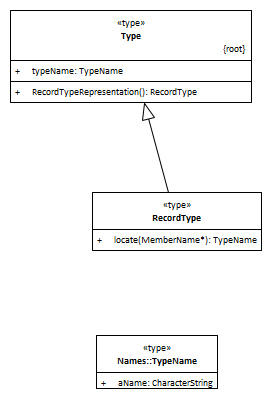 «type»
Type
{root}
+ typeName: TypeName
+ RecordTypeRepresentation(): RecordType
«type»
RecordType
+ locate(MemberName*): TypeName
«type»
Names::TypeName
+ aName: CharacterString